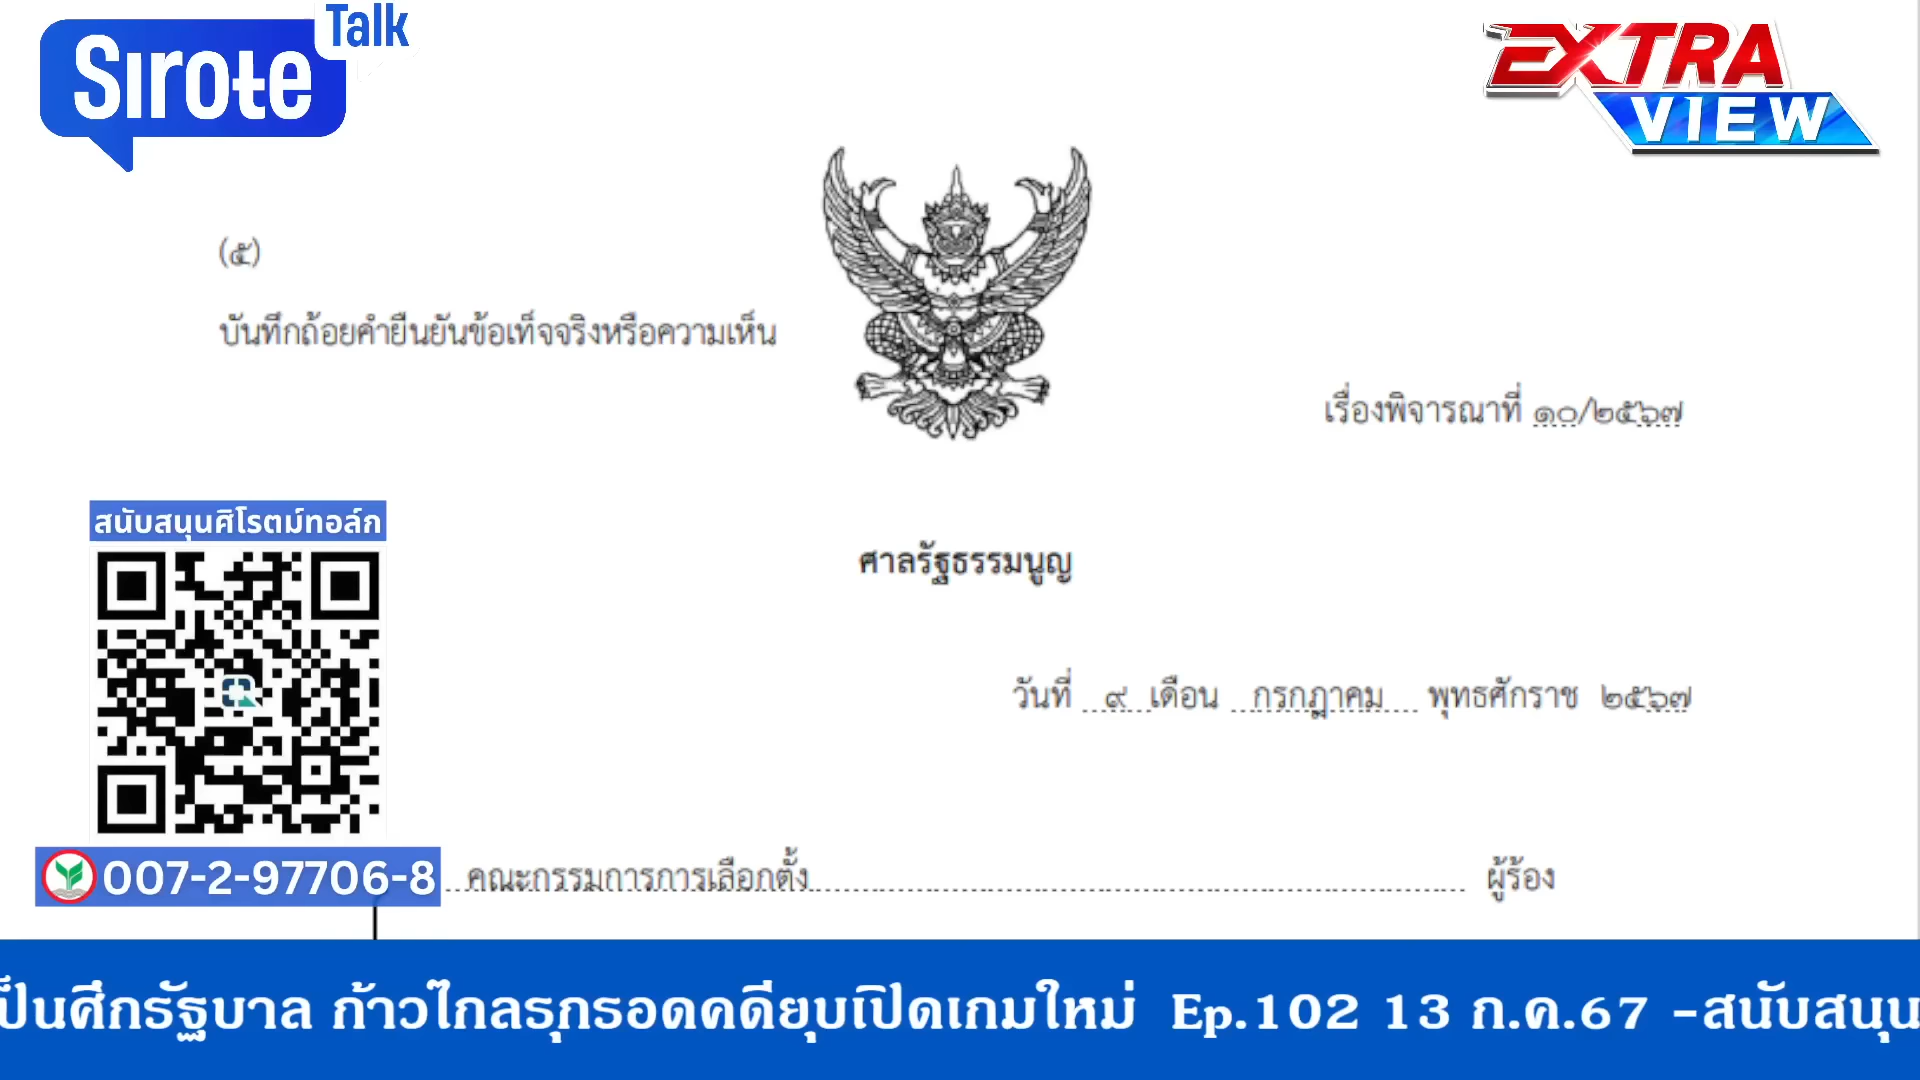 Sirote Talk
EXTRA VIEW
(๕)
บันทึกถ้อยคำยืนยันข้อเท็จจริงหรือความเห็น
เรื่องพิจารณาที่ ๑๐/๒๕๖๗
สนับสนุนศิโรตม์ทอล์ก
ศาลรัฐธรรมนูญ
วันที่ ๙ เดือน กรกฎาคม พุทธศักราช ๒๕๖๗
007-2-97706-8
คณะกรรมการการเลือกตั้ง ผู้ร้อง
ป็นศึกรัฐบาล ก้าวไกลรุกรอดคดียุบเปิดเกมใหม่ Ep.102 13 ก.ค.67 -สนับสนุน